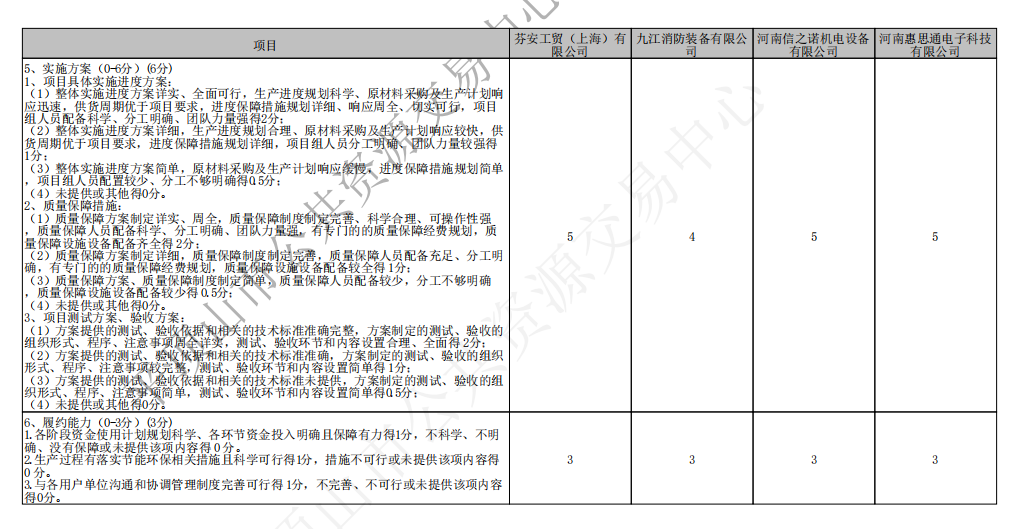 项目
芬安工贸（上海）有限公司
九江消防装备有限公司
河南信之诺机电设备有限公司
河南惠思通电子科技有限公司
5、实施方案（0-6分）(6分)
1、项目具体实施进度方案:
（1）整体实施进度方案详实、全面可行，生产进度规划科学、原材料采购及生产计划响
应迅速，供货周期优于项目要求，进度保障措施规划详细、响应周全、切实可行，项目
组人员配备科学、分工明确、团队力量强得2分;
（2）整体实施进度方案详细，生产进度规划合理、原材料采购及生产计划响应较快，供
货周期优于项目要求，进度保障措施规划详细，项目组人员分工明确、团队力量较强得
1分;
（3）整体实施进度方案简单，原材料采购及生产计划响应缓慢，进度保障措施规划简单
，项目组人员配置较少、分工不够明确得0.5分;
（4）未提供或其他得0分。
2、质量保障措施:
（1）质量保障方案制定详实、周全，质量保障制度制定完善、科学合理、可操作性强
，质量保障人员配备科学、分工明确、团队力量强，有专门的的质量保障经费规划，质
量保障设施设备配备齐全得2分;
（2）质量保障方案制定详细，质量保障制度制定完善，质量保障人员配备充足、分工明
确，有专门的的质量保障经费规划，质量保障设施设备配备较全得1分;
（3）质量保障方案、质量保障制度制定简单，质量保障人员配备较少，分工不够明确
，质量保障设施设备配备较少得0.5分;
（4）未提供或其他得0分。
3、项目测试方案、验收方案:
（1）方案提供的测试、验收依据和相关的技术标准准确完整，方案制定的测试、验收的
组织形式、程序、注意事项周全详实，测试、验收环节和内容设置合理、全面得2分;
（2）方案提供的测试、验收依据和相关的技术标准准确，方案制定的测试、验收的组织
形式、程序、注意事项较完整，测试、验收环节和内容设置简单得1分;
（3）方案提供的测试、验收依据和相关的技术标准未提供，方案制定的测试、验收的组
织形式、程序、注意事项简单，测试、验收环节和内容设置简单得0.5分;
（4）未提供或其他得0分。
5
4
5
5
6、履约能力（0-3分）(3分)
1.各阶段资金使用计划规划科学、各环节资金投入明确且保障有力得1分，不科学、不明
确、没有保障或未提供该项内容得0分。
2.生产过程有落实节能环保相关措施且科学可行得1分，措施不可行或未提供该项内容得
0分。
3.与各用户单位沟通和协调管理制度完善可行得1分，不完善、不可行或未提供该项内容
得0分。
3
3
3
3